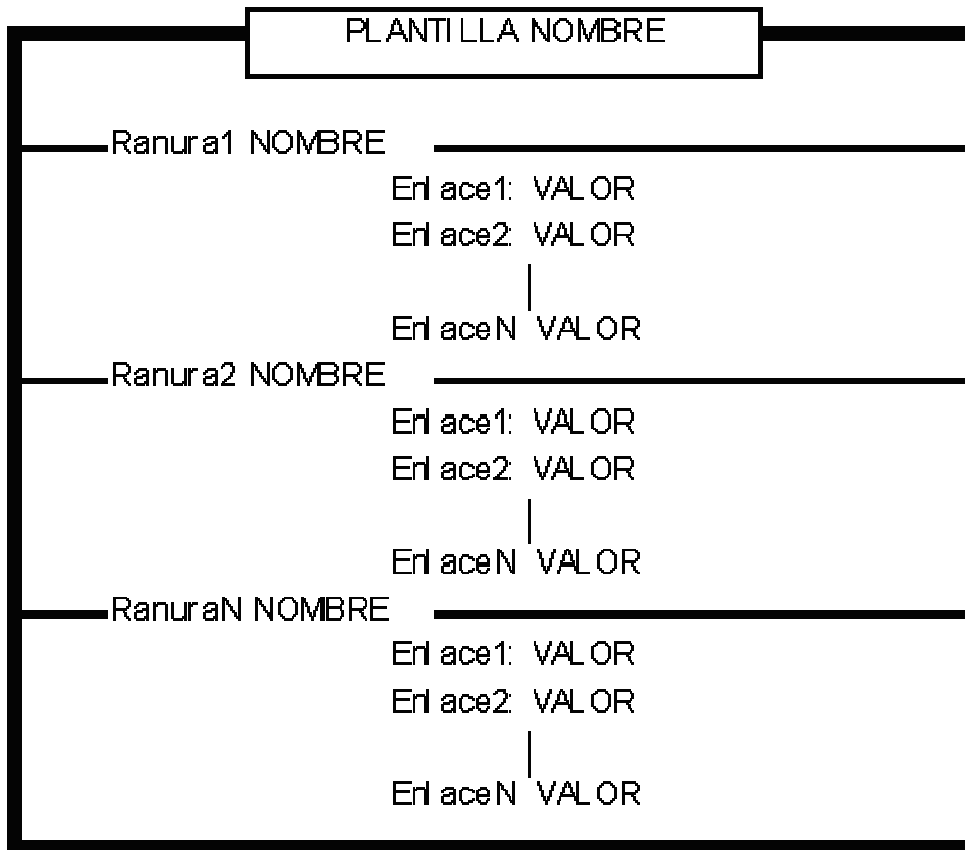 PLANTILLA NOMBRE
Ranura1 NOMBRE
Enlace1: VALOR
Enlace2: VALOR
EnlaceN VALOR
Ranura2 NOMBRE
Enlace1: VALOR
Enlace2: VALOR
EnlaceN VALOR
RanuraN NOMBRE
Enlace1: VALOR
Enlace2: VALOR
EnlaceN VALOR